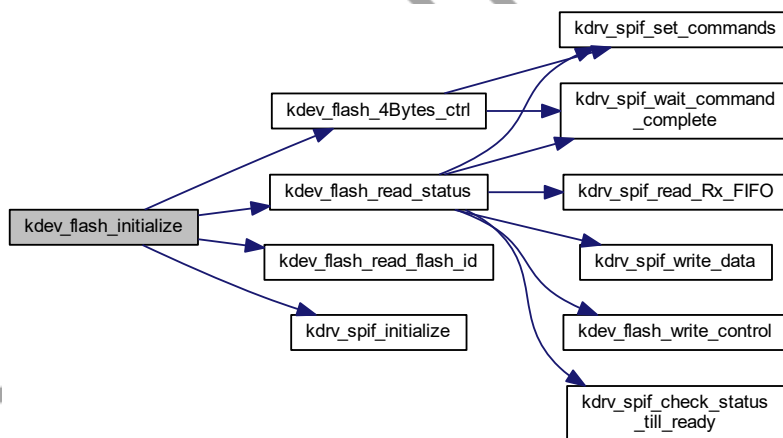 kdrv_spif_set_commands
kdev_flash_4Bytes_ctrl
kdrv_spif_wait_command
_complete
kdev_flash_read_status
kdrv_spif_read_Rx_FIFO
kdev_flash_initialize
kdev_flash_read_flash_id
kdrv_spif_write_data
kdrv_spif_initialize
kdev_flash_write_control
kdrv_spif_check_status
_till_ready